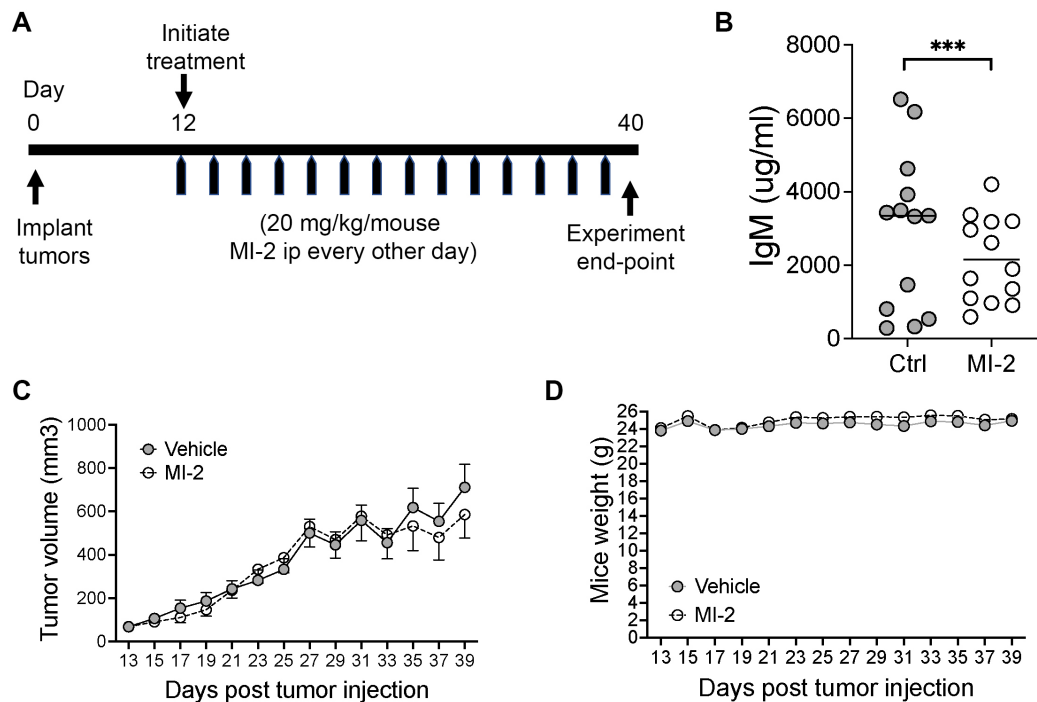 A
Initiate
treatment
Day
0 12 40
Implant
tumors
(20 mg/kg/mouse
MI-2 ip every other day)
Experiment
end-point
B
IgM (ug/ml)
8000
6000
4000
2000
0
***
Ctrl MI-2
C
Tumor volume (mm3)
1000
800
600
400
200
0
Vehicle
MI-2
13 15 17 19 21 23 25 27 29 31 33 35 37 39
Days post tumor injection
D
Mice weight (g)
26
24
22
20
18
16
14
12
10
8
6
4
2
0
Vehicle
MI-2
13 15 17 19 21 23 25 27 29 31 33 35 37 39
Days post tumor injection